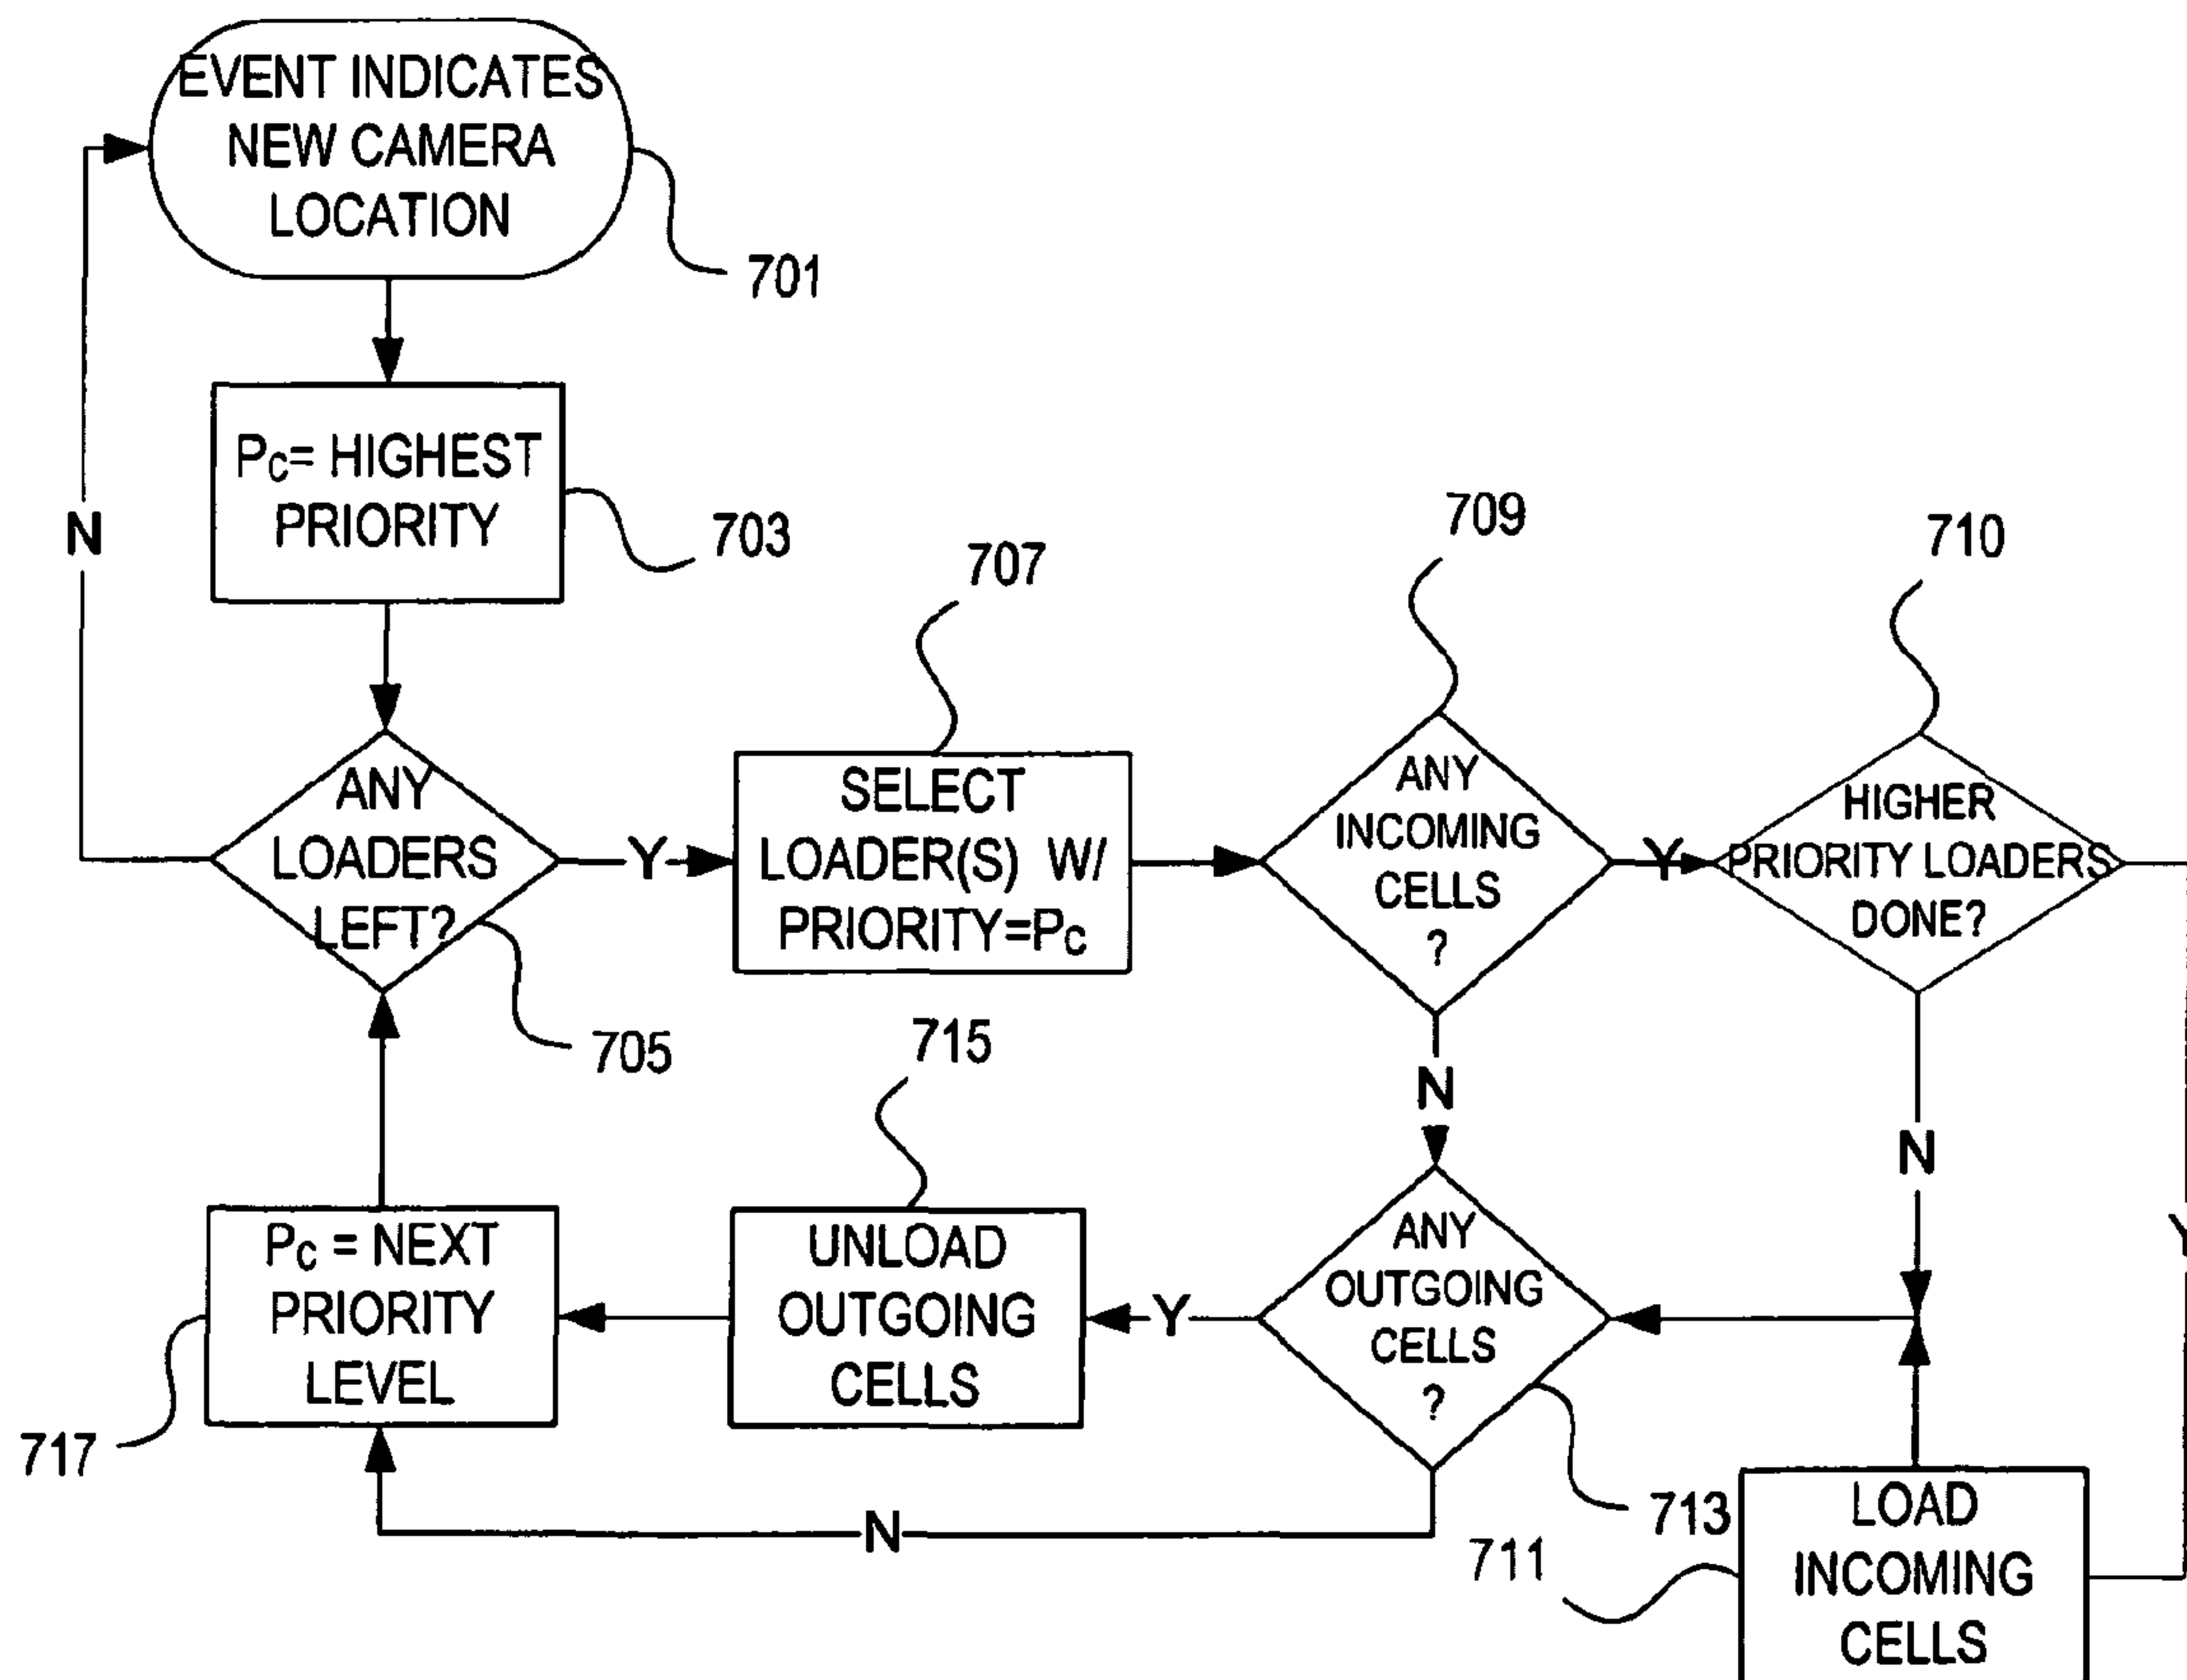 EVENT INDICATES
NEW CAMERA
LOCATION
701
Pc= HIGHEST
PRIORITY
703
N
ANY
LOADERS
LEFT?
705
Y
707
SELECT
LOADER(S) W/
PRIORITY=Pc
709
ANY
INCOMING
CELLS
?
Y
710
HIGHER
PRIORITY LOADERS
DONE?
N
N
Y
715
Pc = NEXT
PRIORITY
LEVEL
717
UNLOAD
OUTGOING
CELLS
Y
ANY
OUTGOING
CELLS
?
713
N
711
LOAD
INCOMING
CELLS